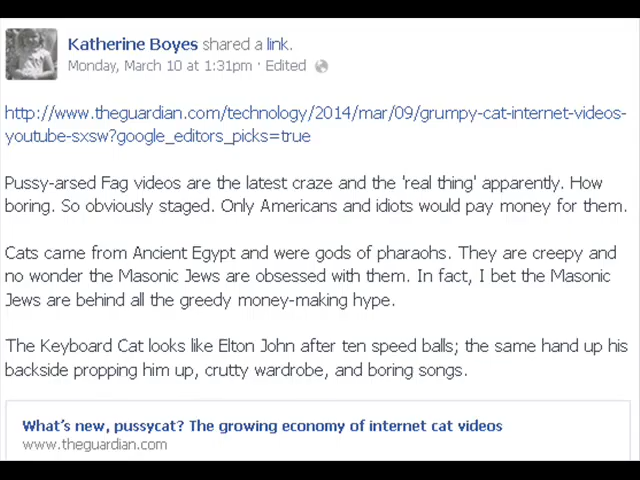 Katherine Boyes shared a link.
Monday, March 10 at 1:31pm · Edited
http://www.theguardian.com/technology/2014/mar/09/grumpy-cat-internet-videos-
youtube-sxsw?google_editors_picks=true
Pussy-arsed Fag videos are the latest craze and the 'real thing' apparently. How
boring. So obviously staged. Only Americans and idiots would pay money for them.
Cats came from Ancient Egypt and were gods of pharaohs. They are creepy and
no wonder the Masonic Jews are obsessed with them. In fact, I bet the Masonic
Jews are behind all the greedy money-making hype.
The Keyboard Cat looks like Elton John after ten speed balls; the same hand up his
backside propping him up, crutty wardrobe, and boring songs.
What's new, pussycat? The growing economy of internet cat videos
www.theguardian.com